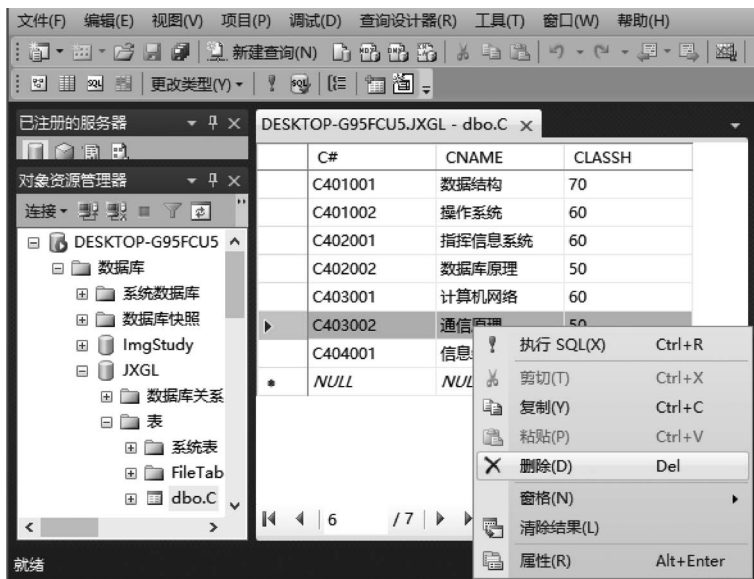 文件(F) 编辑(E) 视图(V) 项目(P) 调试(D) 查询设计器(R) 工具(T) 窗口(W) 帮助(H)
新建查询(N)
更改类型(Y)
已注册的服务器
对象资源管理器
连接
DESKTOP-G95FCU5
数据库
系统数据库
数据库快照
ImgStudy
JXGL
数据库关系
表
系统表
FileTab
dbo.C
DESKTOP-G95FCU5.JXGL - dbo.C
C# CNAME CLASSH
C401001 数据结构 70
C401002 操作系统 60
C402001 指挥信息系统 60
C402002 数据库原理 50
C403001 计算机网络 60
C403002 通信原理 50
C404001 信息
NULL NUL
6 / 7
执行 SQL(X) Ctrl+R
剪切(T) Ctrl+X
复制(Y) Ctrl+C
粘贴(P) Ctrl+V
删除(D) Del
窗格(N)
清除结果(L)
属性(R) Alt+Enter
就绪